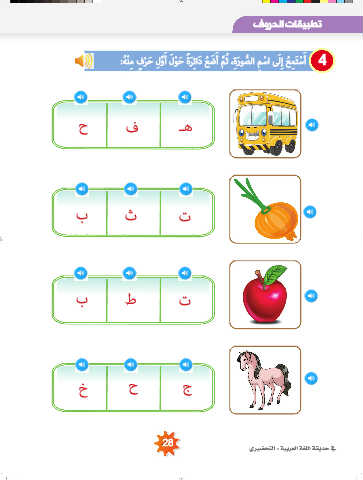 تطبيقات الحروف
4 أَسْتَمِعُ إِلَى اسْمِ الصُّورَةِ، ثُمَّ أَضَعُ دَائِرَةً حَوْلَ أَوَّلِ حَرْفٍ مِنْهُ:
هـ ف ح
ت ث ب
ت ط ب
ج ح خ
في حديقة اللغة العربية - التحضيري
28